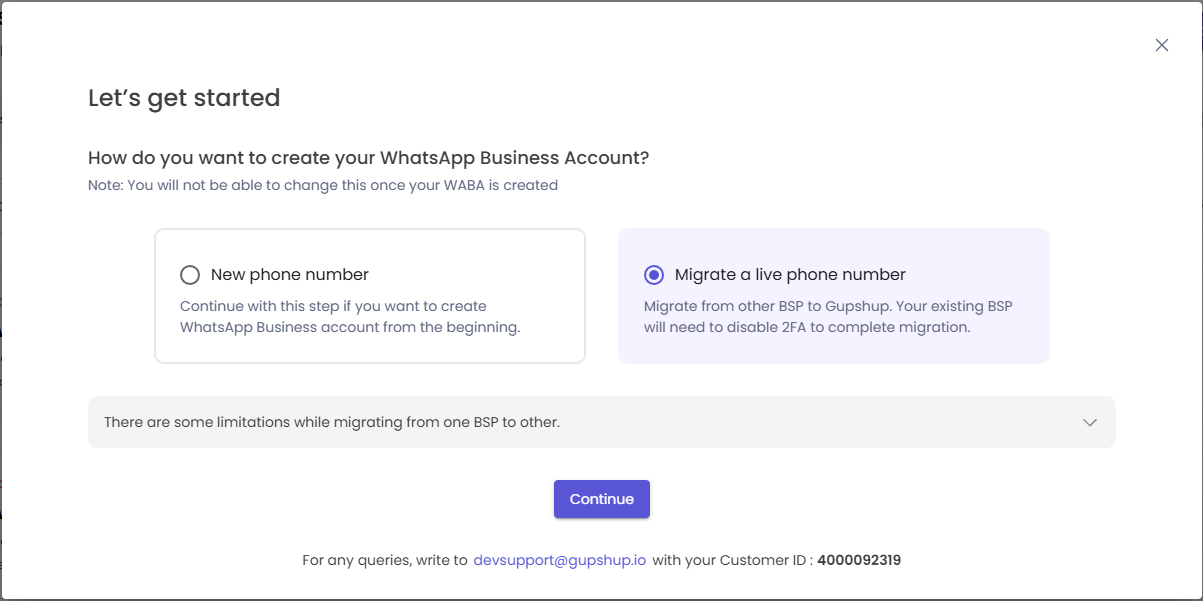 Let's get started
How do you want to create your WhatsApp Business Account?
Note: You will not be able to change this once your WABA is created
New phone number
Continue with this step if you want to create
WhatsApp Business account from the beginning.
Migrate a live phone number
Migrate from other BSP to Gupshup. Your existing BSP
will need to disable 2FA to complete migration.
There are some limitations while migrating from one BSP to other.
Continue
For any queries, write to devsupport@gupshup.io with your Customer ID : 4000092319